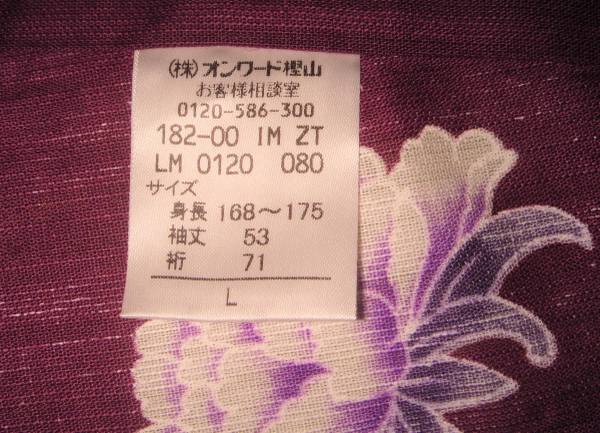 (株)オンワード樫山
お客様相談室
0120-586-300
182-00 IM ZT
LM 0120 080
サイズ
身長 168〜175
袖丈 53
裄 71
L